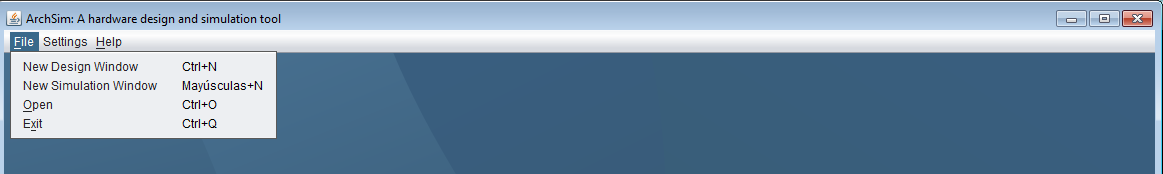 ArchSim: A hardware design and simulation tool
File Settings Help
New Design Window Ctrl+N
New Simulation Window Mayúsculas+N
Open Ctrl+O
Exit Ctrl+Q